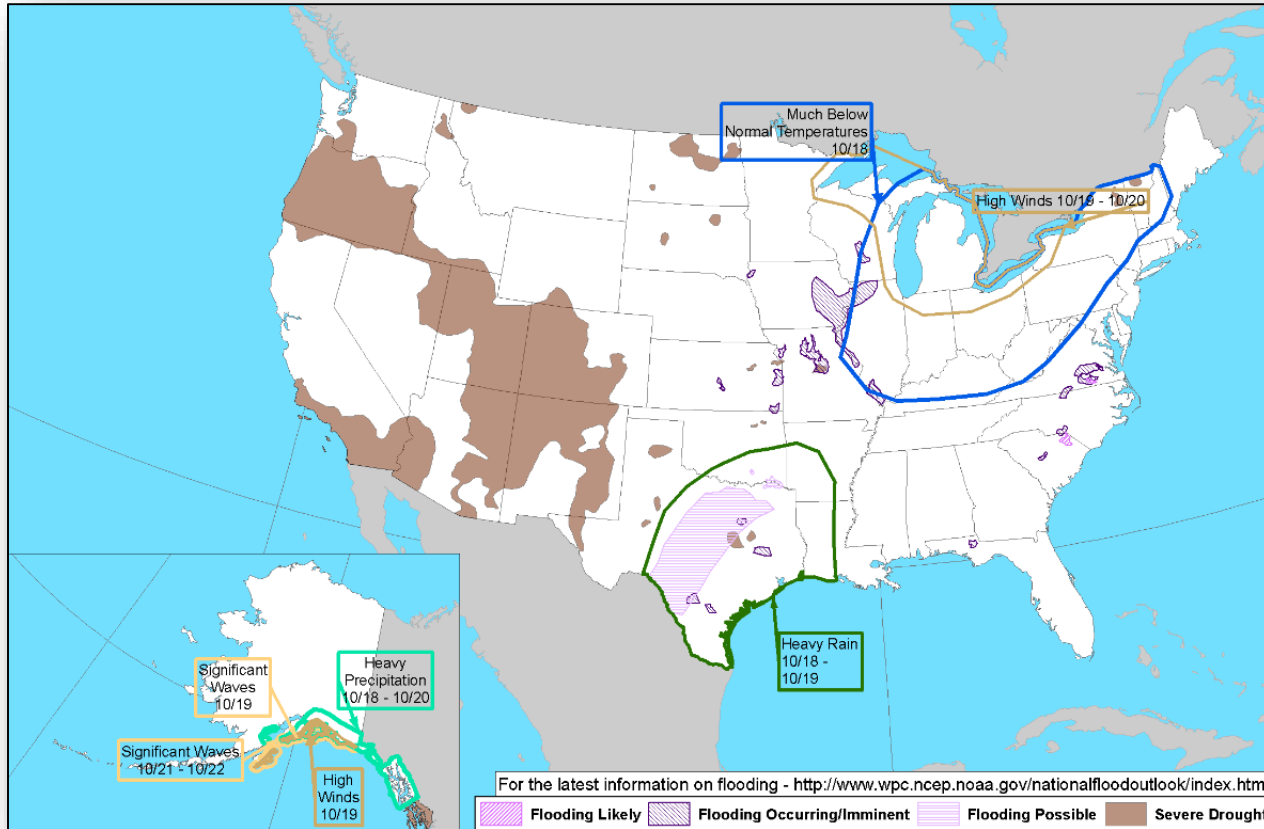 Much Below
Normal Temperatures
10/18
High Winds 10/19 - 10/20
Heavy Rain
10/18 -
10/19
Significant
Waves
10/19
Heavy
Precipitation
10/18 - 10/20
Significant Waves
10/21 - 10/22
High
Winds
10/19
For the latest information on flooding - http://www.wpc.ncep.noaa.gov/nationalfloodoutlook/index.htm
Flooding Likely
Flooding Occurring/Imminent
Flooding Possible
Severe Drought